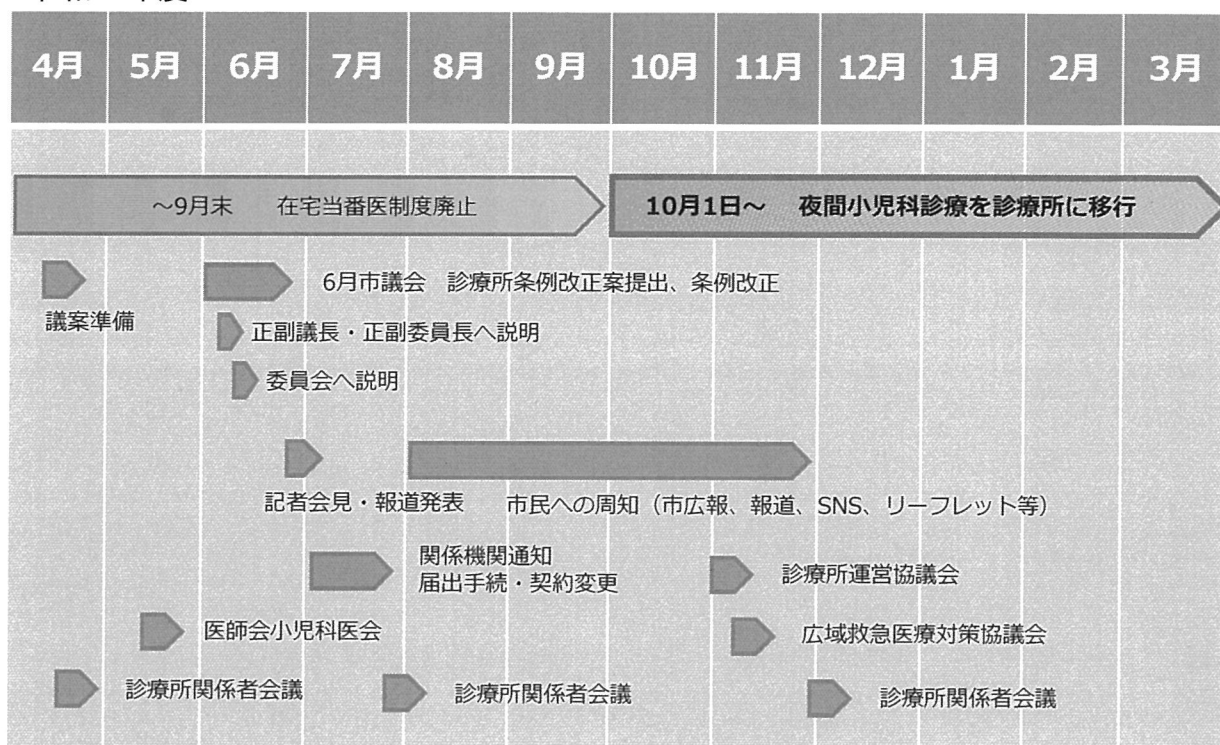 4月 5月 6月 7月 8月 9月 10月 11月 12月 1月 2月 3月
～9月末 在宅当番医制度廃止
10月1日～ 夜間小児科診療を診療所に移行
議案準備
6月市議会 診療所条例改正案提出、条例改正
正副議長・正副委員長へ説明
委員会へ説明
記者会見・報道発表
市民への周知（市広報、報道、SNS、リーフレット等）
関係機関通知
届出手続・契約変更
診療所運営協議会
医師会小児科医会
広域救急医療対策協議会
診療所関係者会議
診療所関係者会議
診療所関係者会議